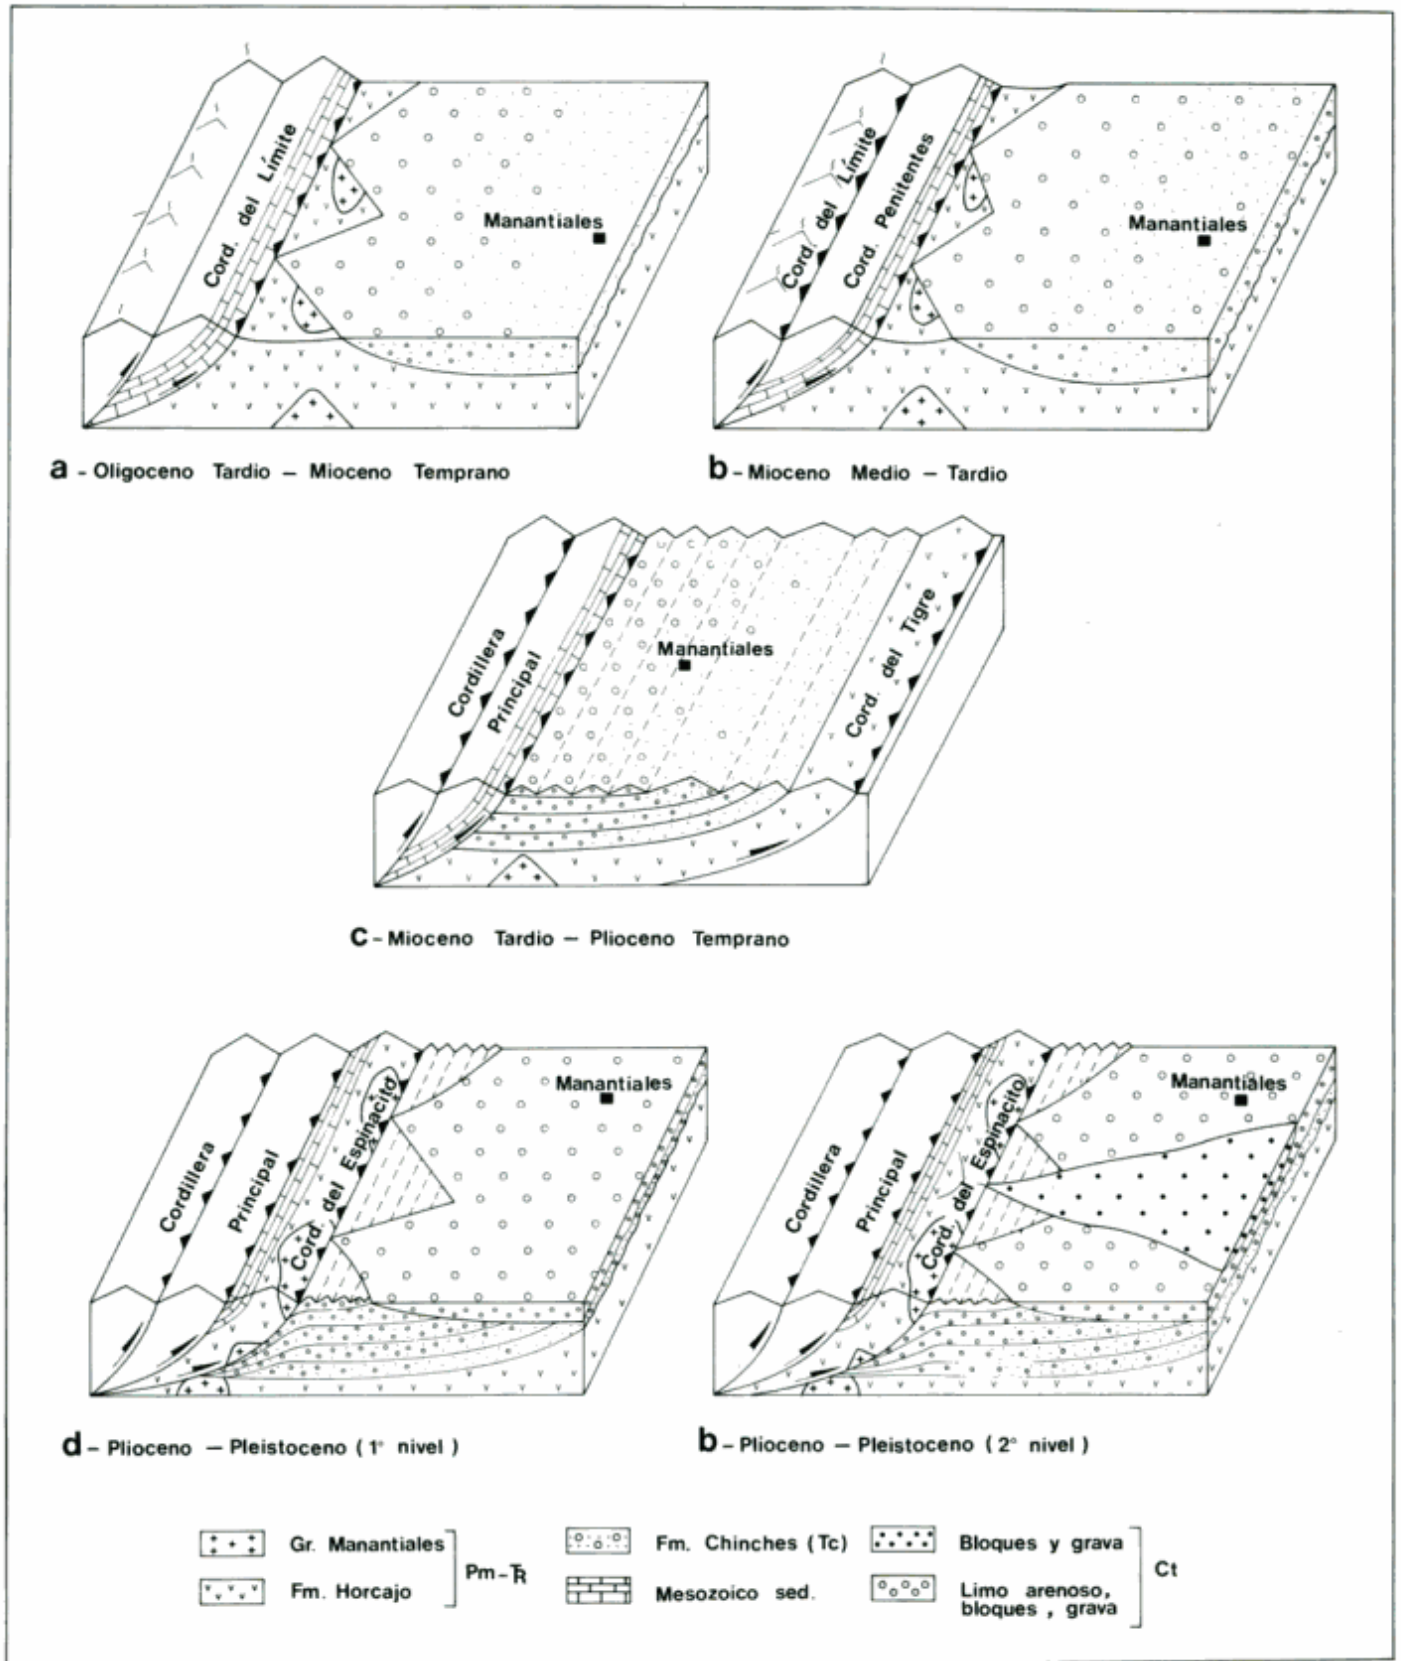 Cord. del Límite
Manantiales
a - Oligoceno Tardio - Mioceno Temprano
Cord. del Límite
Cord. Penitentes
Manantiales
b - Mioceno Medio - Tardio
Cordillera
Principal
Manantiales
Cord. del Tigre
c - Mioceno Tardio - Plioceno Temprano
Cordillera
Principal
Cord. del Espinacito
Manantiales
d - Plioceno - Pleistoceno (1° nivel)
Cordillera
Principal
Cord. del Espinacito
Manantiales
b - Plioceno - Pleistoceno (2° nivel)
Gr. Manantiales
Fm. Horcajo
Pm-TR
Fm. Chinches (Tc)
Mesozoico sed.
Bloques y grava
Limo arenoso,
bloques, grava
Ct